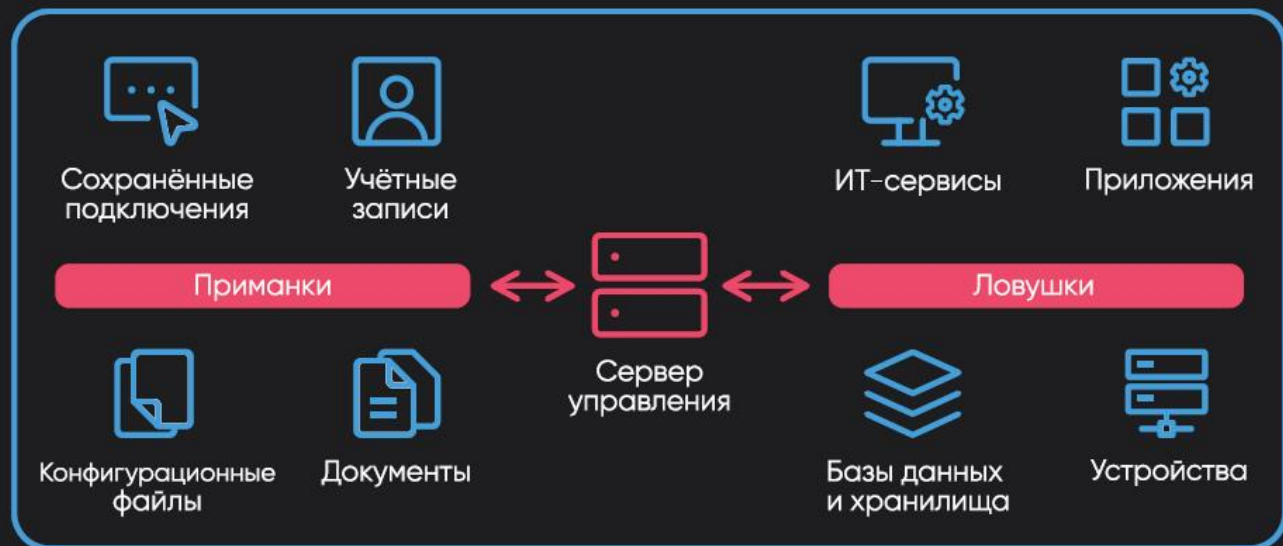 Сохранённые
подключения
Учётные
записи
ИТ-сервисы
Приложения
Приманки
Ловушки
Сервер
управления
Конфигурационные
файлы
Документы
Базы данных
и хранилища
Устройства